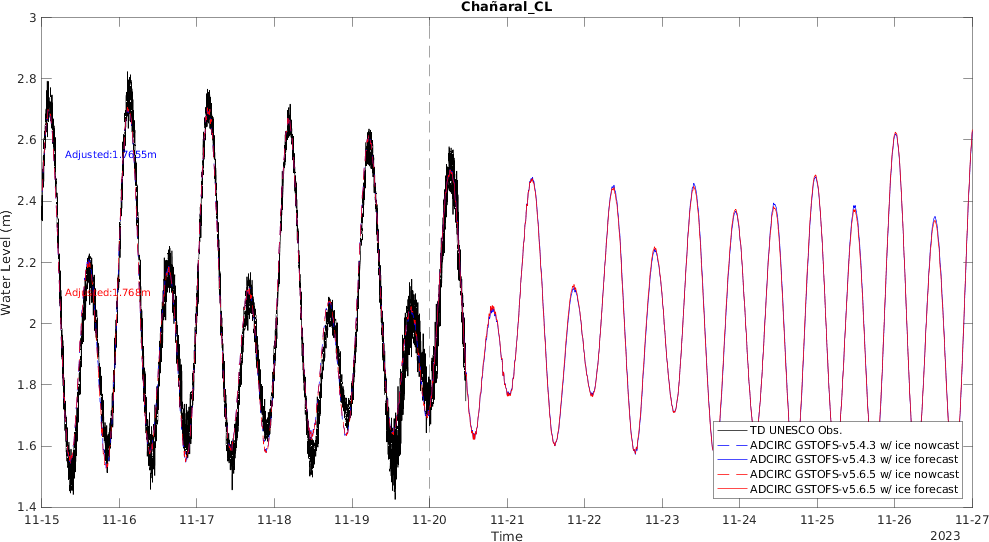 Chañaral_CL
Water Level (m)
3
2.8
2.6
2.4
2.2
2
1.8
1.6
1.4
Adjusted:1.7655m
Adjusted:1.768m
TD UNESCO Obs.
ADCIRC GSTOFS-v5.4.3 w/ ice nowcast
ADCIRC GSTOFS-v5.4.3 w/ ice forecast
ADCIRC GSTOFS-v5.6.5 w/ ice nowcast
ADCIRC GSTOFS-v5.6.5 w/ ice forecast
11-15 11-16 11-17 11-18 11-19 11-20 11-21 11-22 11-23 11-24 11-25 11-26 11-27
Time
2023